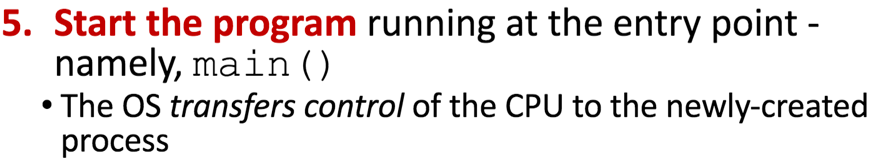 5. Start the program running at the entry point -
namely, main()
• The OS transfers control of the CPU to the newly-created
process